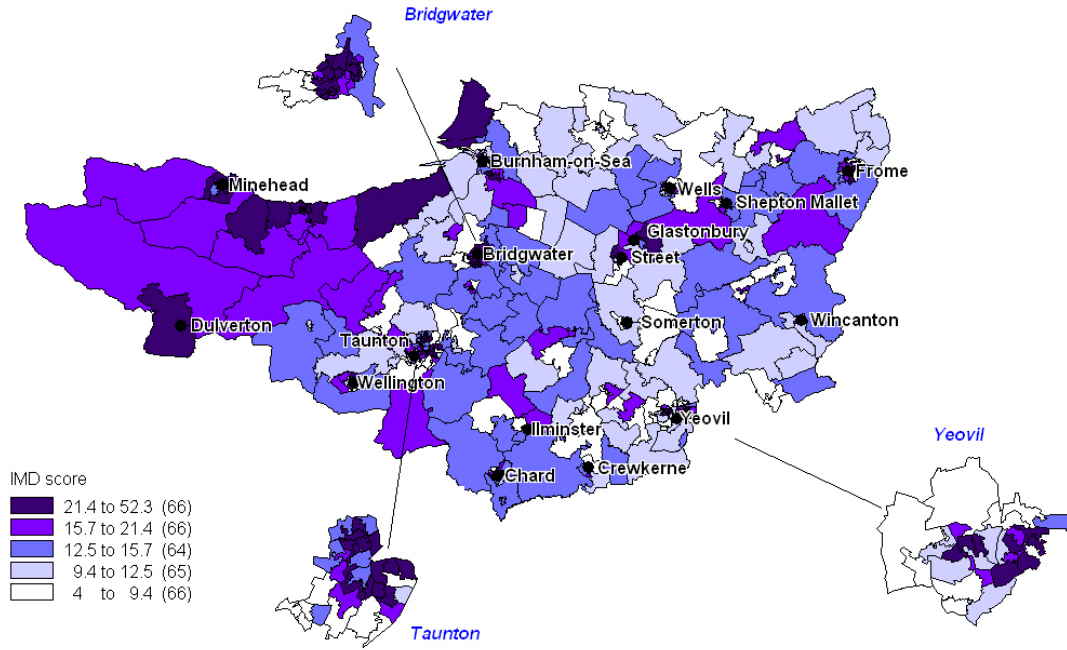 Bridgwater
Burnham-on-Sea
Frome
Minehead
Wells
Shepton Mallet
Glastonbury
Bridgwater
Street
Dulverton
Somerton
Wincanton
Taunton
Wellington
Yeovil
Ilminster
Yeovil
Crewkerne
Chard
IMD score
21.4 to 52.3 (66)
15.7 to 21.4 (66)
12.5 to 15.7 (64)
9.4 to 12.5 (65)
4 to 9.4 (66)
Taunton